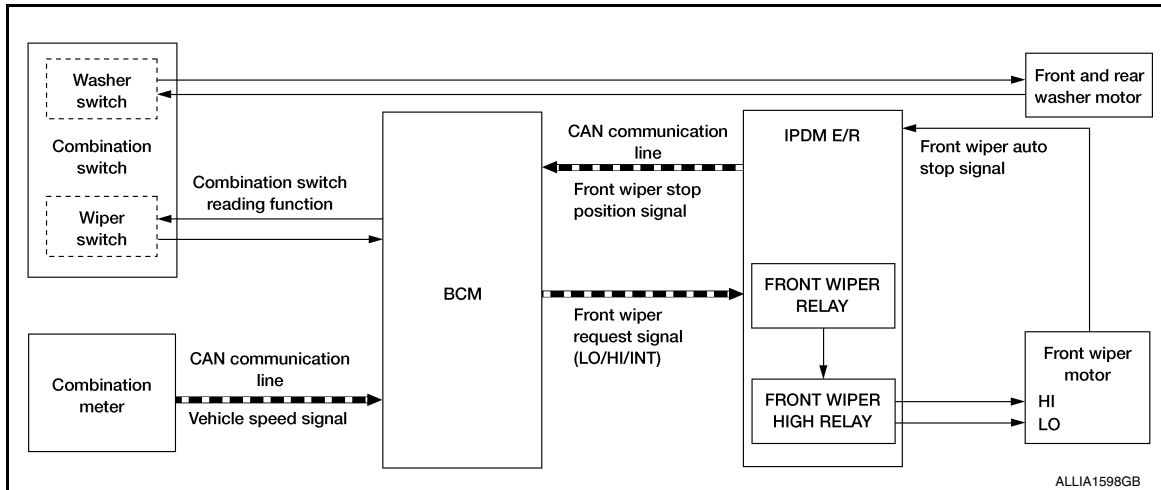 Washer
switch
Combination
switch
Wiper
switch
Combination switch
reading function
Combination
meter
CAN communication
line
Vehicle speed signal
BCM
CAN communication
line
Front wiper stop
position signal
Front wiper
request signal
(LO/HI/INT)
IPDM E/R
FRONT WIPER
RELAY
FRONT WIPER
HIGH RELAY
Front and rear
washer motor
Front wiper auto
stop signal
Front wiper
motor
HI
LO
ALLIA1598GB